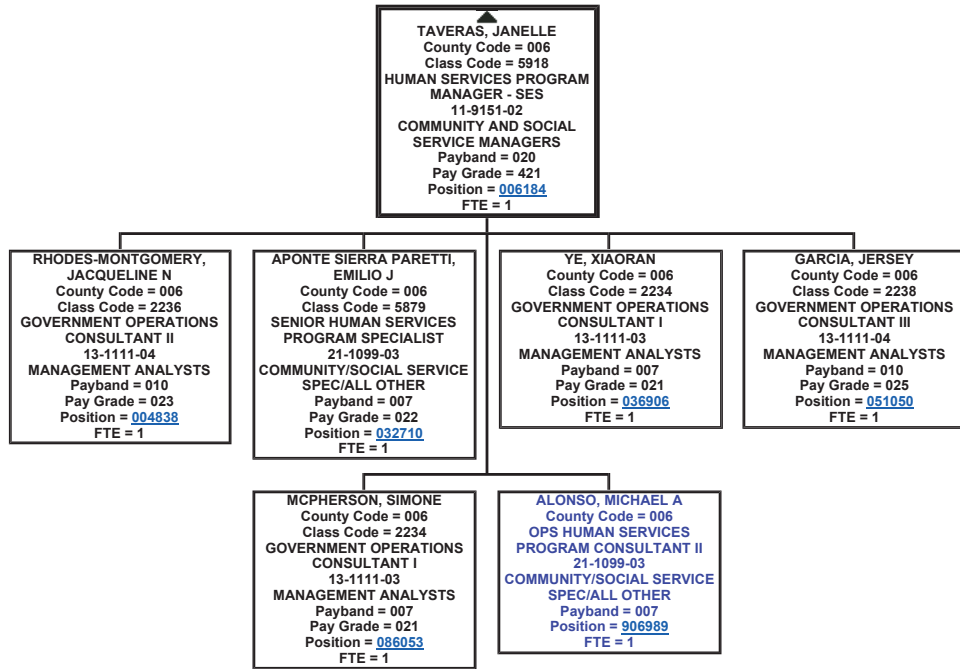 TAVERAS, JANELLE
County Code = 006
Class Code = 5918
HUMAN SERVICES PROGRAM
MANAGER - SES
11-9151-02
COMMUNITY AND SOCIAL
SERVICE MANAGERS
Payband = 020
Pay Grade = 421
Position = 006184
FTE = 1
RHODES-MONTGOMERY,
JACQUELINE N
County Code = 006
Class Code = 2236
GOVERNMENT OPERATIONS
CONSULTANT II
13-1111-04
MANAGEMENT ANALYSTS
Payband = 010
Pay Grade = 023
Position = 004838
FTE = 1
APONTE SIERRA PARETTI,
EMILIO J
County Code = 006
Class Code = 5879
SENIOR HUMAN SERVICES
PROGRAM SPECIALIST
21-1099-03
COMMUNITY/SOCIAL SERVICE
SPEC/ALL OTHER
Payband = 007
Pay Grade = 022
Position = 032710
FTE = 1
YE, XIAORAN
County Code = 006
Class Code = 2234
GOVERNMENT OPERATIONS
CONSULTANT I
13-1111-03
MANAGEMENT ANALYSTS
Payband = 007
Pay Grade = 021
Position = 036906
FTE = 1
GARCIA, JERSEY
County Code = 006
Class Code = 2238
GOVERNMENT OPERATIONS
CONSULTANT III
13-1111-04
MANAGEMENT ANALYSTS
Payband = 010
Pay Grade = 025
Position = 051050
FTE = 1
MCPHERSON, SIMONE
County Code = 006
Class Code = 2234
GOVERNMENT OPERATIONS
CONSULTANT I
13-1111-03
MANAGEMENT ANALYSTS
Payband = 007
Pay Grade = 021
Position = 086053
FTE = 1
ALONSO, MICHAEL A
County Code = 006
OPS HUMAN SERVICES
PROGRAM CONSULTANT II
21-1099-03
COMMUNITY/SOCIAL SERVICE
SPEC/ALL OTHER
Payband = 007
Position = 906989
FTE = 1